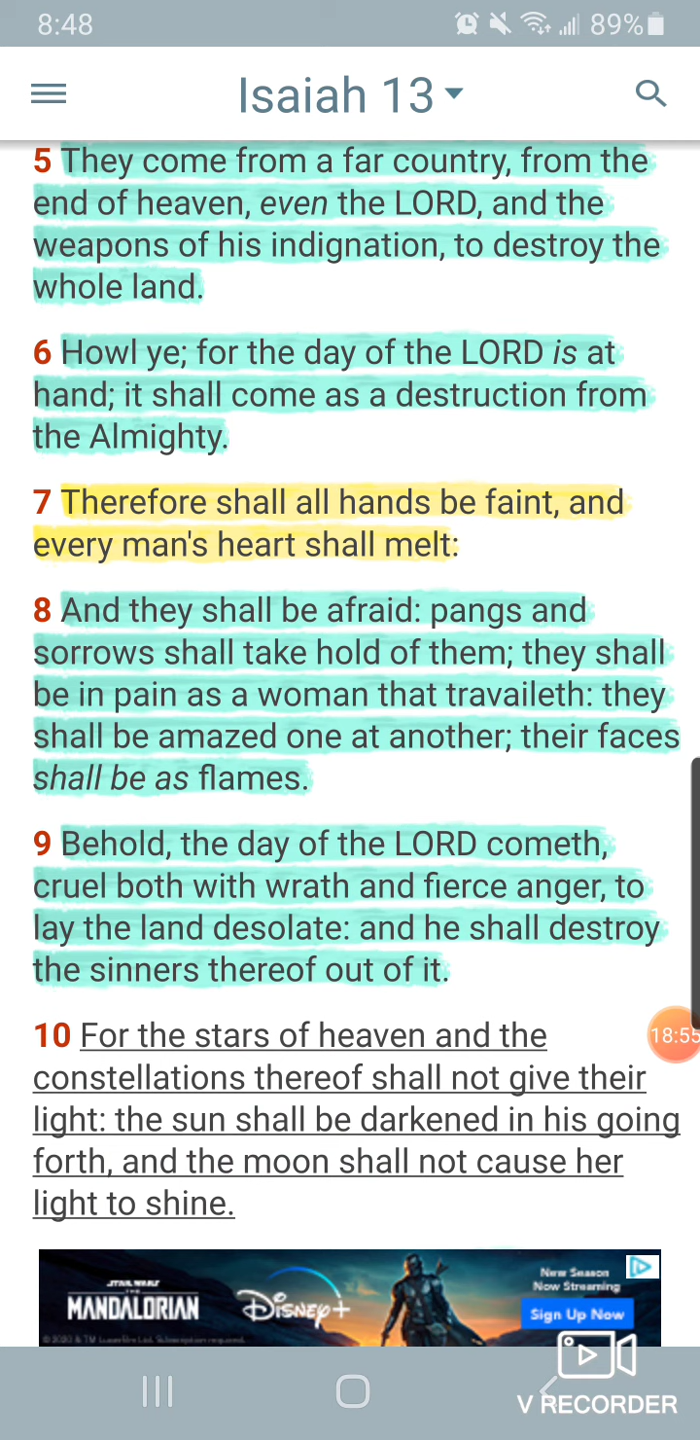 8:48
89%
Isaiah 13
5 They come from a far country, from the
end of heaven, even the LORD, and the
weapons of his indignation, to destroy the
whole land.
6 Howl ye; for the day of the LORD is at
hand; it shall come as a destruction from
the Almighty.
7 Therefore shall all hands be faint, and
every man's heart shall melt:
8 And they shall be afraid: pangs and
sorrows shall take hold of them; they shall
be in pain as a woman that travaileth: they
shall be amazed one at another; their faces
shall be as flames.
9 Behold, the day of the LORD cometh,
cruel both with wrath and fierce anger, to
lay the land desolate: and he shall destroy
the sinners thereof out of it.
10 For the stars of heaven and the
constellations thereof shall not give their
light: the sun shall be darkened in his going
forth, and the moon shall not cause her
light to shine.
18:55
STAR WARS
THE
MANDALORIAN
Disney+
New Season
Now Streaming
Sign Up Now
©2020 & TM Lucasfilm Ltd. Subscription required.
V RECORDER